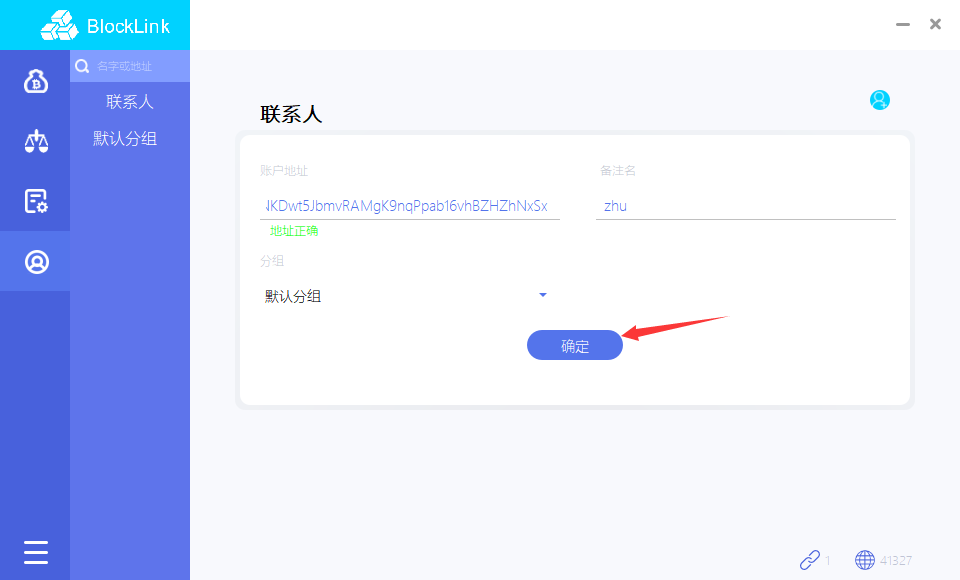 BlockLink
名字或地址
联系人
默认分组
联系人
账户地址
备注名
KDwt5JbmvRAMgK9nqPpab16vhBZHZhNxSx
zhu
地址正确
分组
默认分组
确定
1
41327